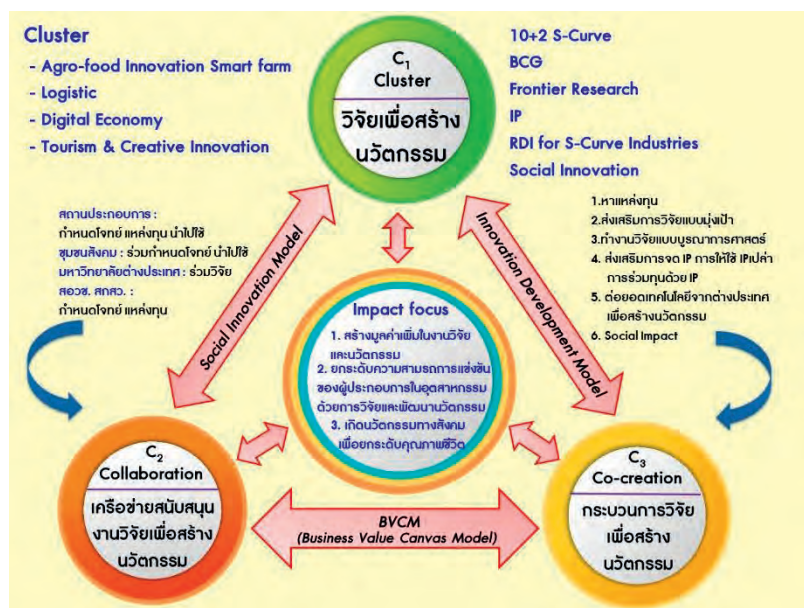 Cluster
- Agro-food Innovation Smart farm
- Logistic
- Digital Economy
- Tourism & Creative Innovation
C1
Cluster
วิจัยเพื่อสร้าง
นวัตกรรม
10+2 S-Curve
BCG
Frontier Research
IP
RDI for S-Curve Industries
Social Innovation
สถานประกอบการ :
กำหนดโจทย์ แหล่งทุน นำไปใช้
ชุมชนสังคม : ร่วมกำหนดโจทย์ นำไปใช้
มหาวิทยาลัยต่างประเทศ : ร่วมวิจัย
สอวช. สกสว. :
กำหนดโจทย์ แหล่งทุน
Social Innovation Model
Innovation Development Model
1.หาแหล่งทุน
2.ส่งเสริมการวิจัยแบบมุ่งเป้า
3.ทำงานวิจัยแบบบูรณาการศาสตร์
4. ส่งเสริมการจด IP การให้ใช้ IPเปล่า
การร่วมทุนด้วย IP
5. ต่อยอดเทคโนโลยีจากต่างประเทศ
เพื่อสร้างนวัตกรรม
6. Social Impact
Impact focus
1. สร้างมูลค่าเพิ่มในงานวิจัย
และนวัตกรรม
2. ยกระดับความสามรถการแข่งขัน
ของผู้ประกอบการในอุตสาหกรรม
ด้วยการวิจัยและพัฒนานวัตกรรม
3. เกิดนวัตกรรมทางสังคม
เพื่อยกระดับคุณภาพชีวิต
C2
Collaboration
เครือข่ายสนับสนุน
งานวิจัยเพื่อสร้าง
นวัตกรรม
BVCM
(Business Value Canvas Model)
C3
Co-creation
กระบวนการวิจัย
เพื่อสร้าง
นวัตกรรม